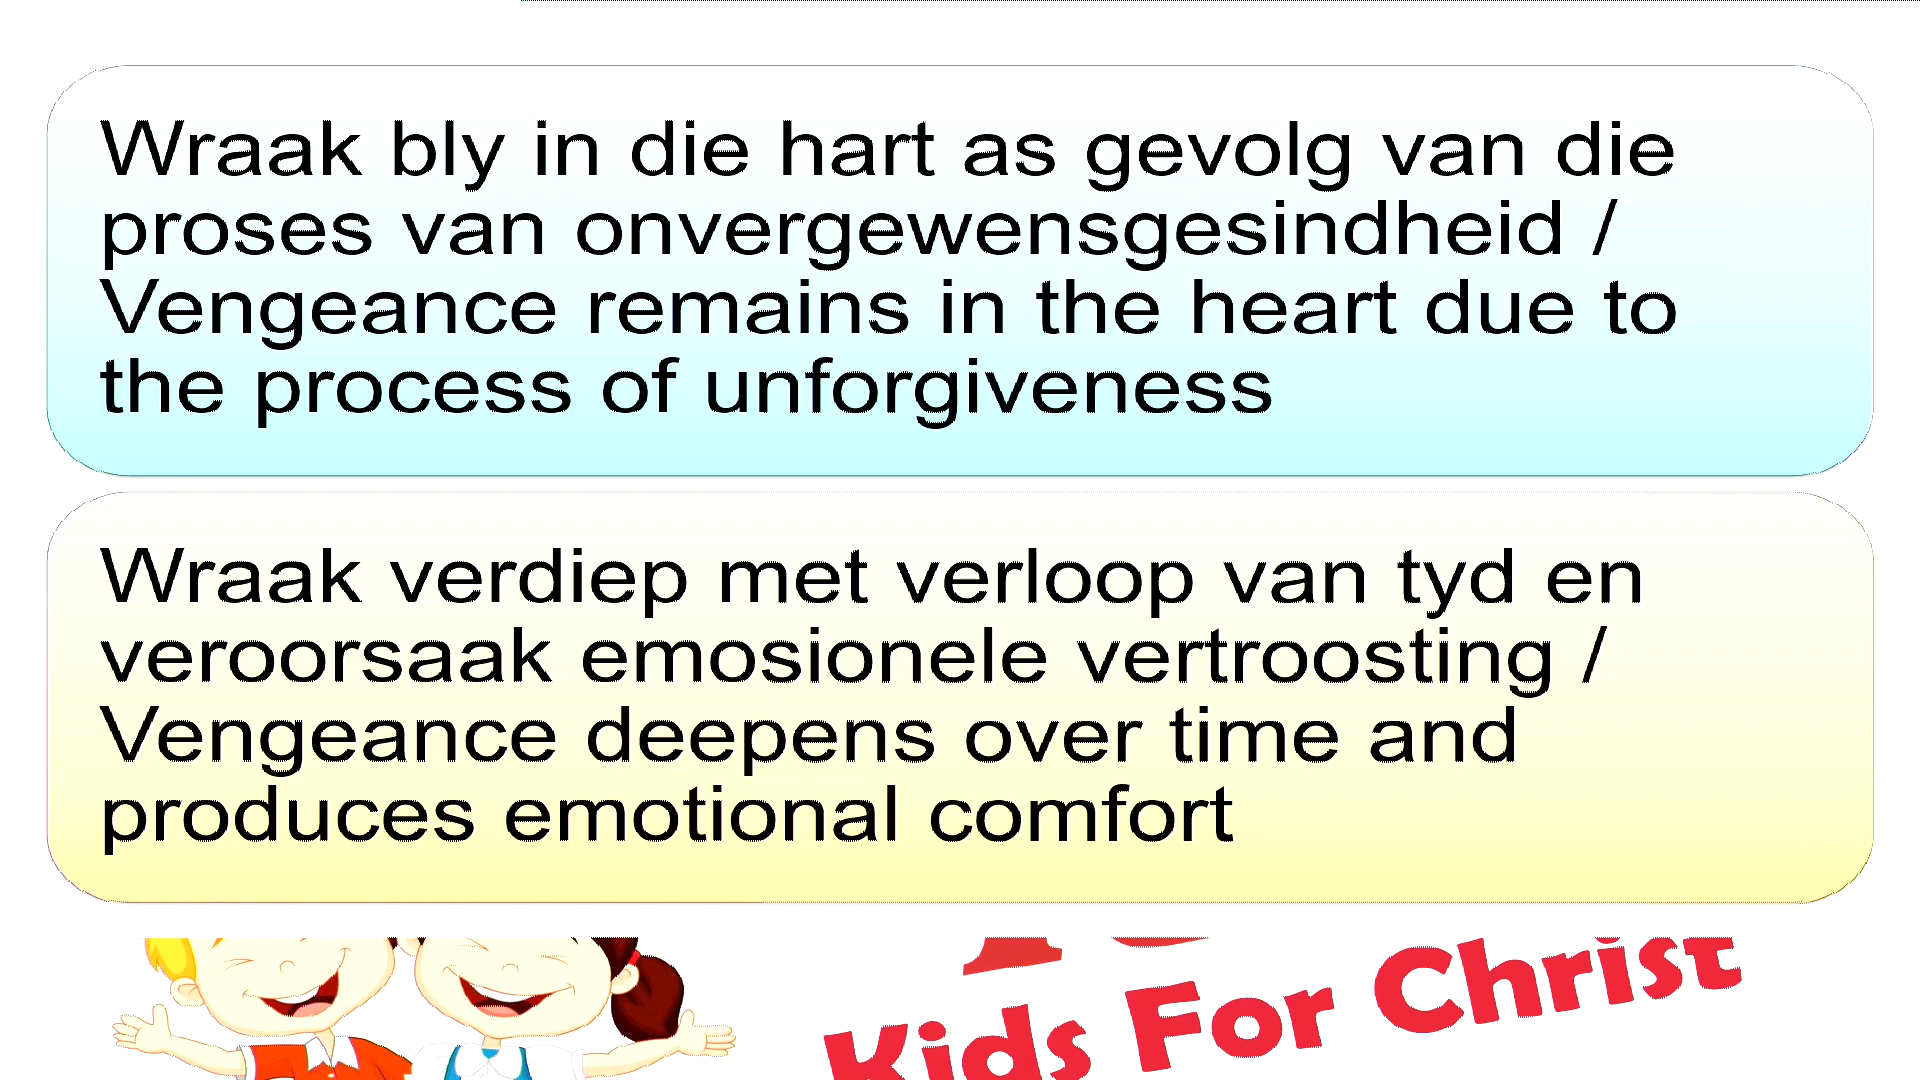 Wraak bly in die hart as gevolg van die
proses van onvergewensgesindheid /
Vengeance remains in the heart due to
the process of unforgiveness
Wraak verdiep met verloop van tyd en
veroorsaak emosionele vertroosting /
Vengeance deepens over time and
produces emotional comfort
Kids For Christ